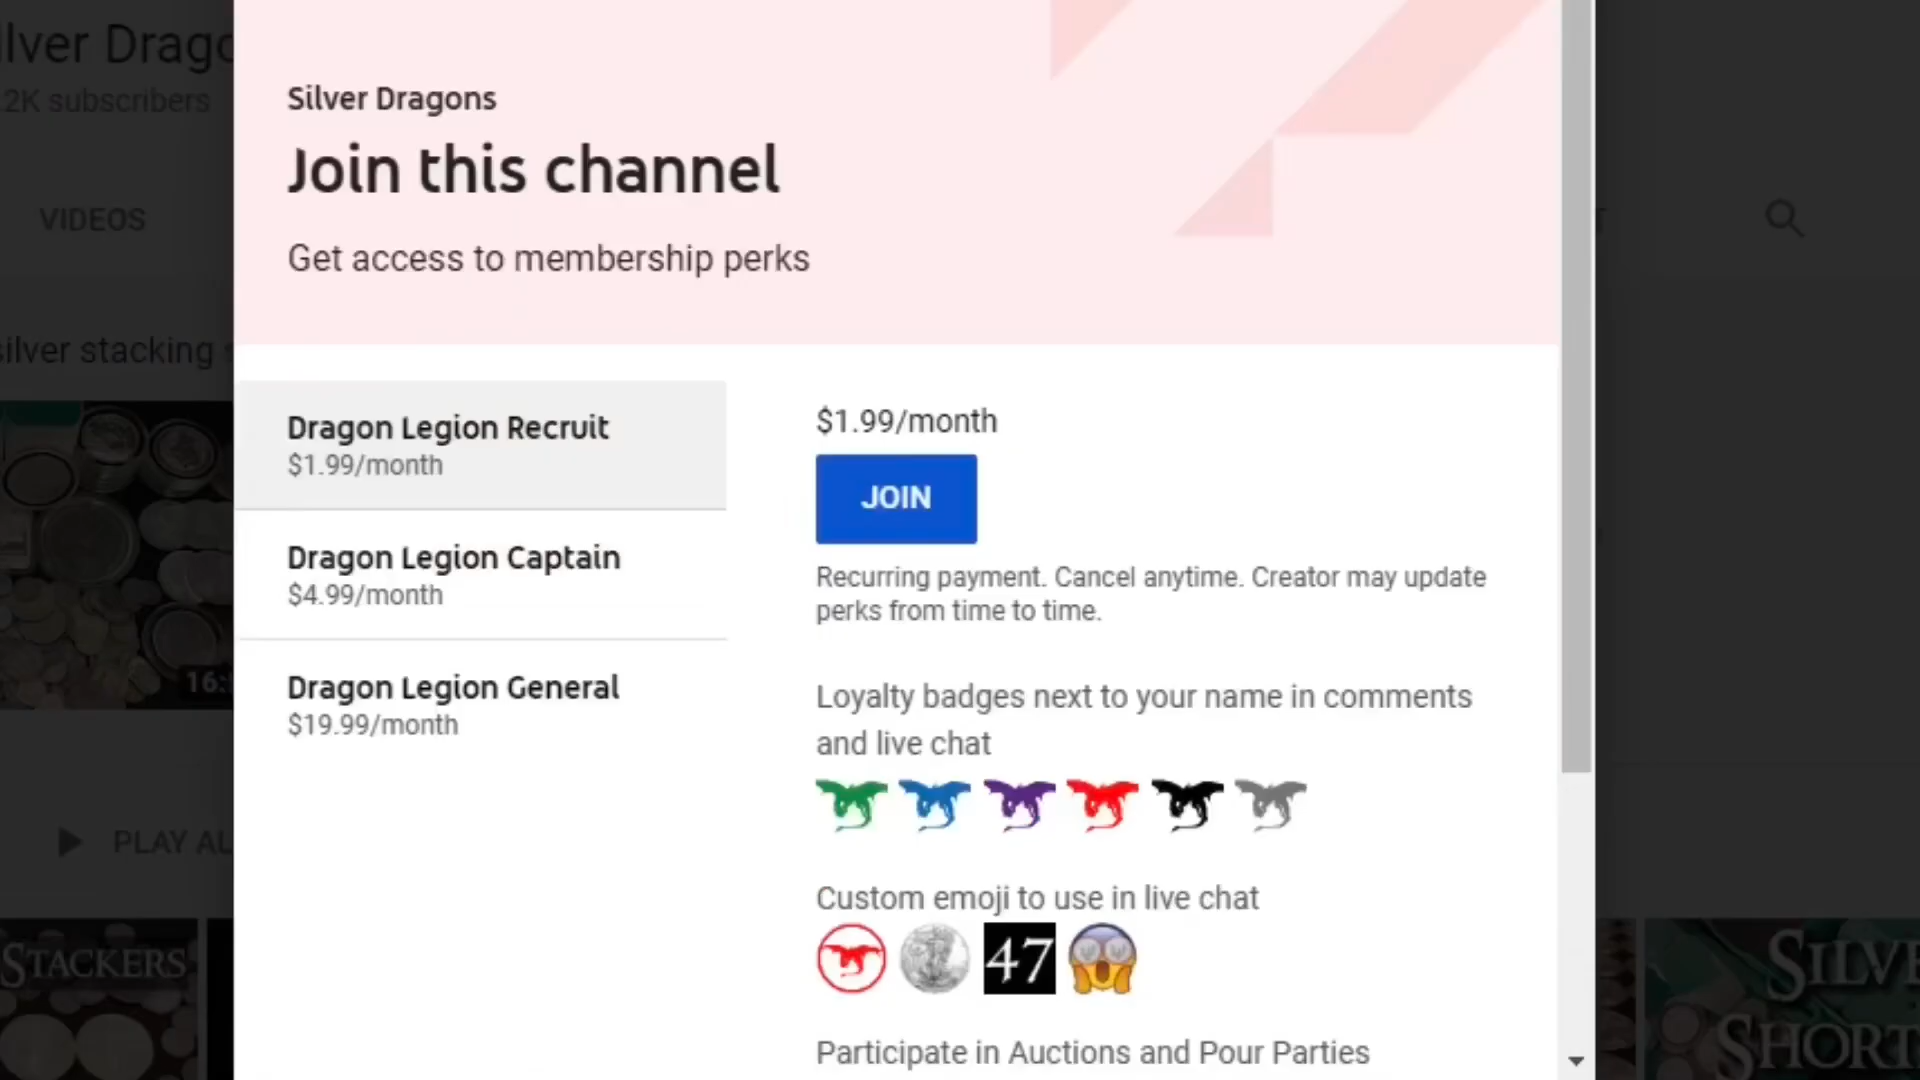 2K subscribers
VIDEOS
silver stacking
PLAY
STACKERS
Silver Dragons
Join this channel
Get access to membership perks
Dragon Legion Recruit
$1.99/month
Dragon Legion Captain
$4.99/month
Dragon Legion General
$19.99/month
$1.99/month
JOIN
Recurring payment. Cancel anytime. Creator may update
perks from time to time.
Loyalty badges next to your name in comments
and live chat
Custom emoji to use in live chat
47
Participate in Auctions and Pour Parties